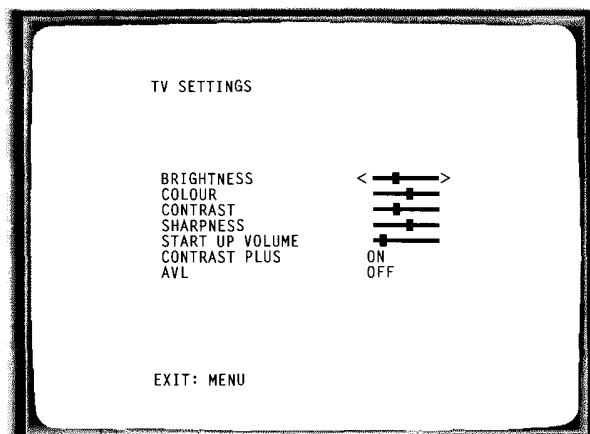 TV SETTINGS
BRIGHTNESS < >
COLOUR
CONTRAST
SHARPNESS
START UP VOLUME
CONTRAST PLUS ON
AVL OFF
EXIT: MENU